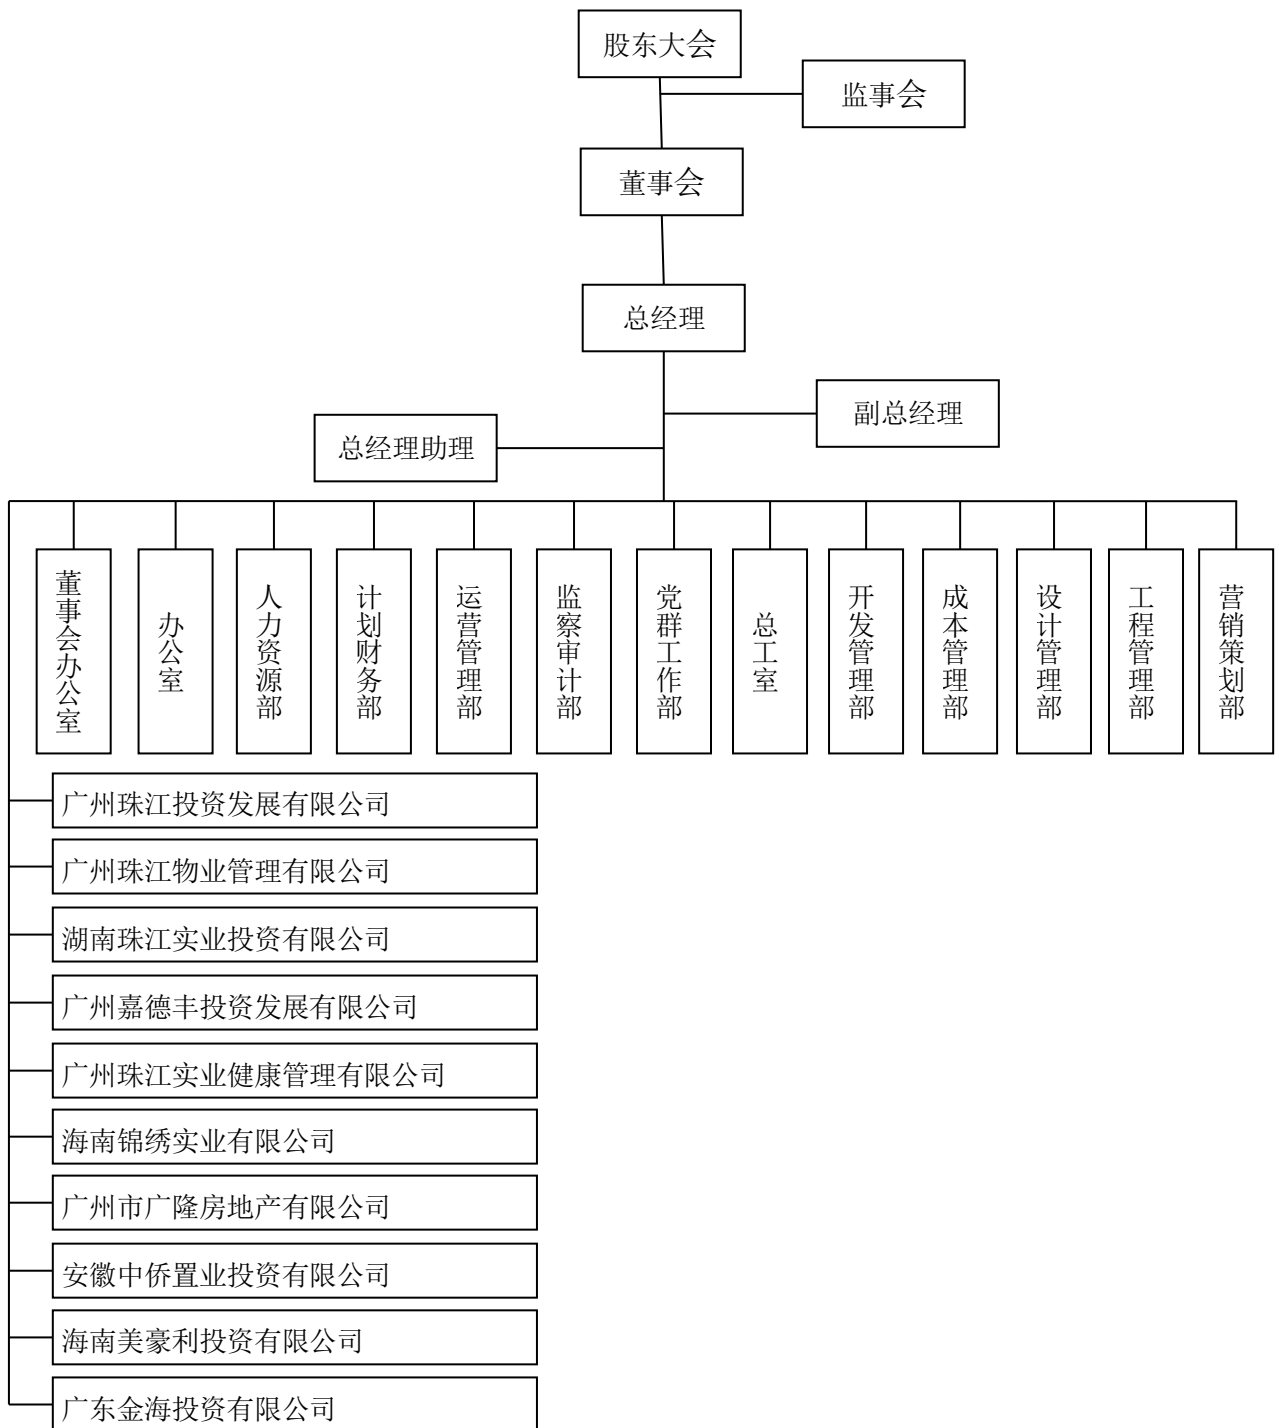 股东大会
监事会
董事会
总经理
副总经理
总经理助理
董事会办公室
办公室
人力资源部
计划财务部
运营管理部
监察审计部
党群工作部
总工室
开发管理部
成本管理部
设计管理部
工程管理部
营销策划部
广州珠江投资发展有限公司
广州珠江物业管理有限公司
湖南珠江实业投资有限公司
广州嘉德丰投资发展有限公司
广州珠江实业健康管理有限公司
海南锦绣实业有限公司
广州市广隆房地产有限公司
安徽中侨置业投资有限公司
海南美豪利投资有限公司
广东金海投资有限公司